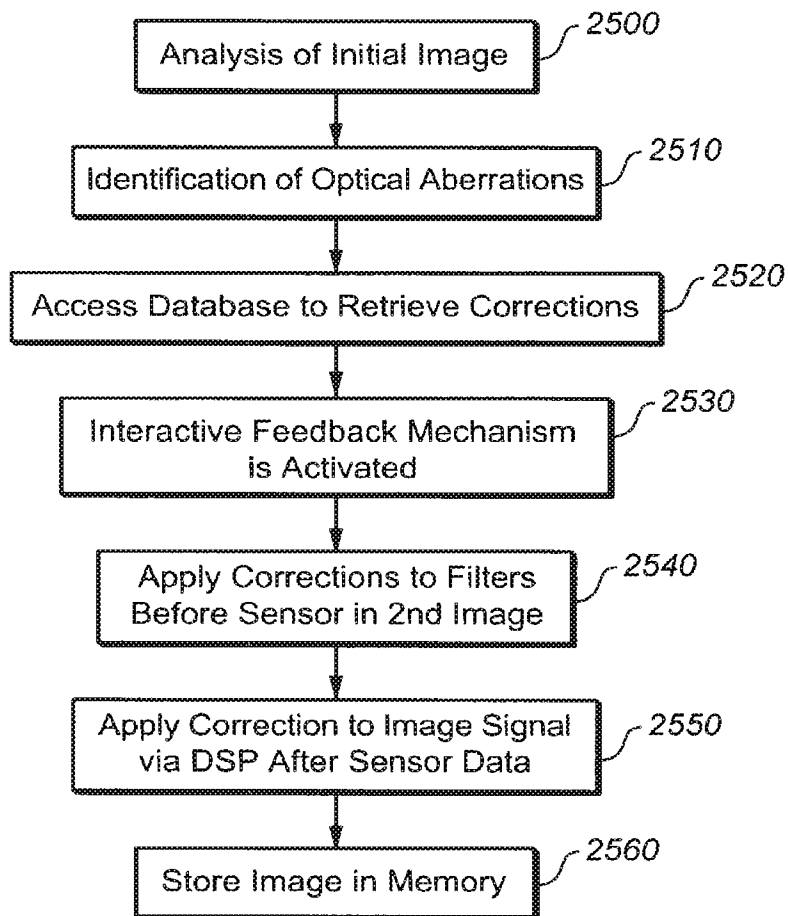 2500
Analysis of Initial Image
2510
Identification of Optical Aberrations
2520
Access Database to Retrieve Corrections
2530
Interactive Feedback Mechanism
is Activated
2540
Apply Corrections to Filters
Before Sensor in 2nd Image
2550
Apply Correction to Image Signal
via DSP After Sensor Data
2560
Store Image in Memory